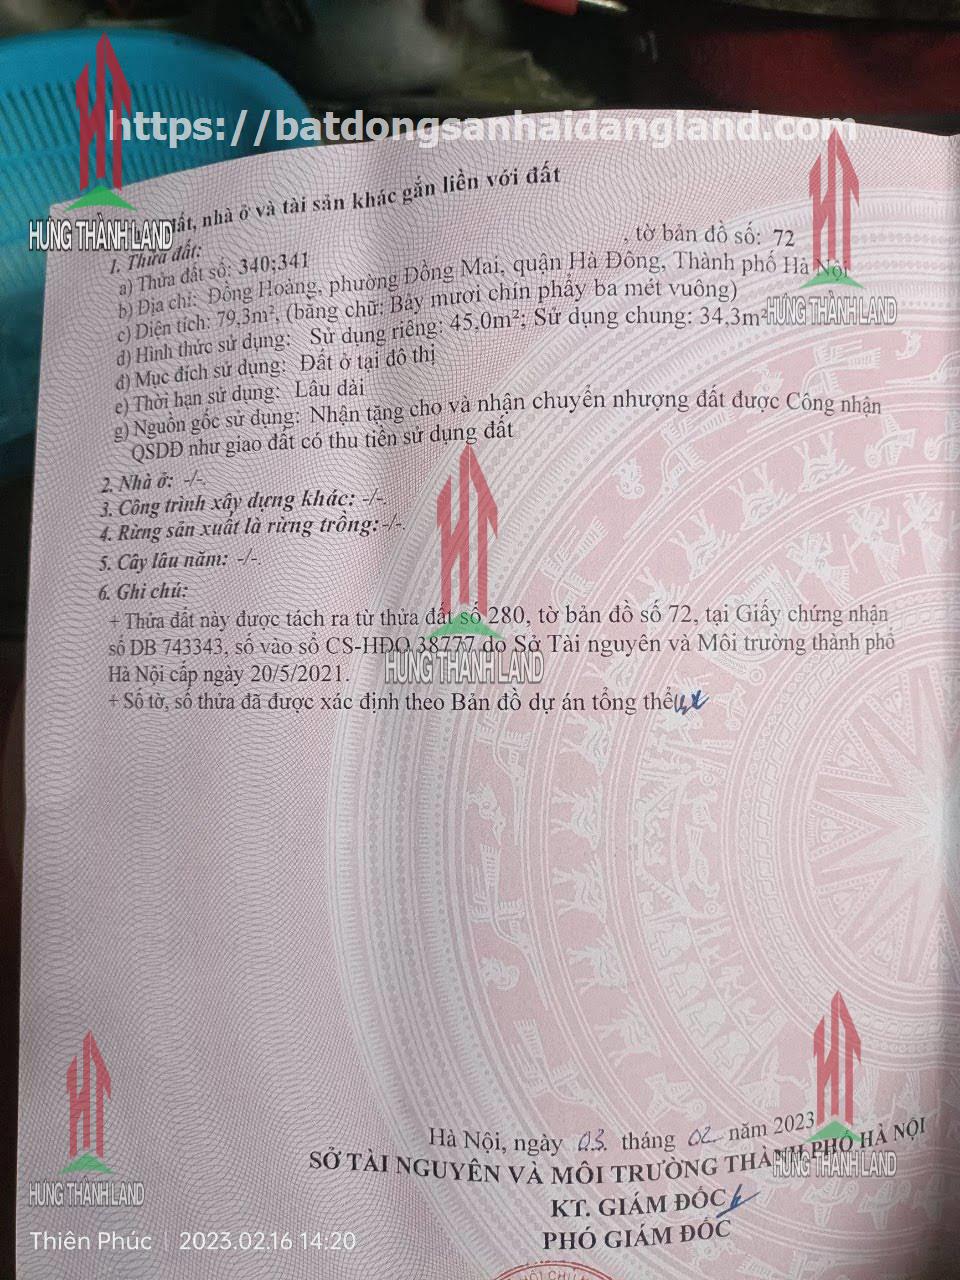 https://batdongsanhaidangland.com
đất, nhà ở và tài sản khác gắn liền với đất
HƯNG THÀNH LAND
1. Thửa đất:
a) Thửa đất số: 340;341 , tờ bản đồ số: 72
b) Địa chỉ: Đồng Hoàng, phường Đồng Mai, quận Hà Đông, Thành phố Hà Nội
c) Diện tích: 79,3m², (bằng chữ: Bảy mươi chín phẩy ba mét vuông)
d) Hình thức sử dụng: Sử dụng riêng: 45,0m²; Sử dụng chung: 34,3m²
HƯNG THÀNH LAND
đ) Mục đích sử dụng: Đất ở tại đô thị
e) Thời hạn sử dụng: Lâu dài
g) Nguồn gốc sử dụng: Nhận tặng cho và nhận chuyển nhượng đất được Công nhận
QSDĐ như giao đất có thu tiền sử dụng đất
2. Nhà ở: -/-.
3. Công trình xây dựng khác: -/-.
4. Rừng sản xuất là rừng trồng: -/-.
5. Cây lâu năm: -/-.
6. Ghi chú:
+ Thửa đất này được tách ra từ thửa đất số 280, tờ bản đồ số 72, tại Giấy chứng nhận
số DB 743343, số vào sổ CS-HĐO 38777 do Sở Tài nguyên và Môi trường thành phố
HƯNG THÀNH LAND
Hà Nội cấp ngày 20/5/2021.
+ Số tờ, số thửa đã được xác định theo Bản đồ dự án tổng thể
Hà Nội, ngày 03 tháng 02 năm 2023
SỞ TÀI NGUYÊN VÀ MÔI TRƯỜNG THÀNH PHỐ HÀ NỘI
HƯNG THÀNH LAND
HƯNG THÀNH LAND
KT. GIÁM ĐỐC
PHÓ GIÁM ĐỐC
Thiên Phúc | 2023.02.16 14:20